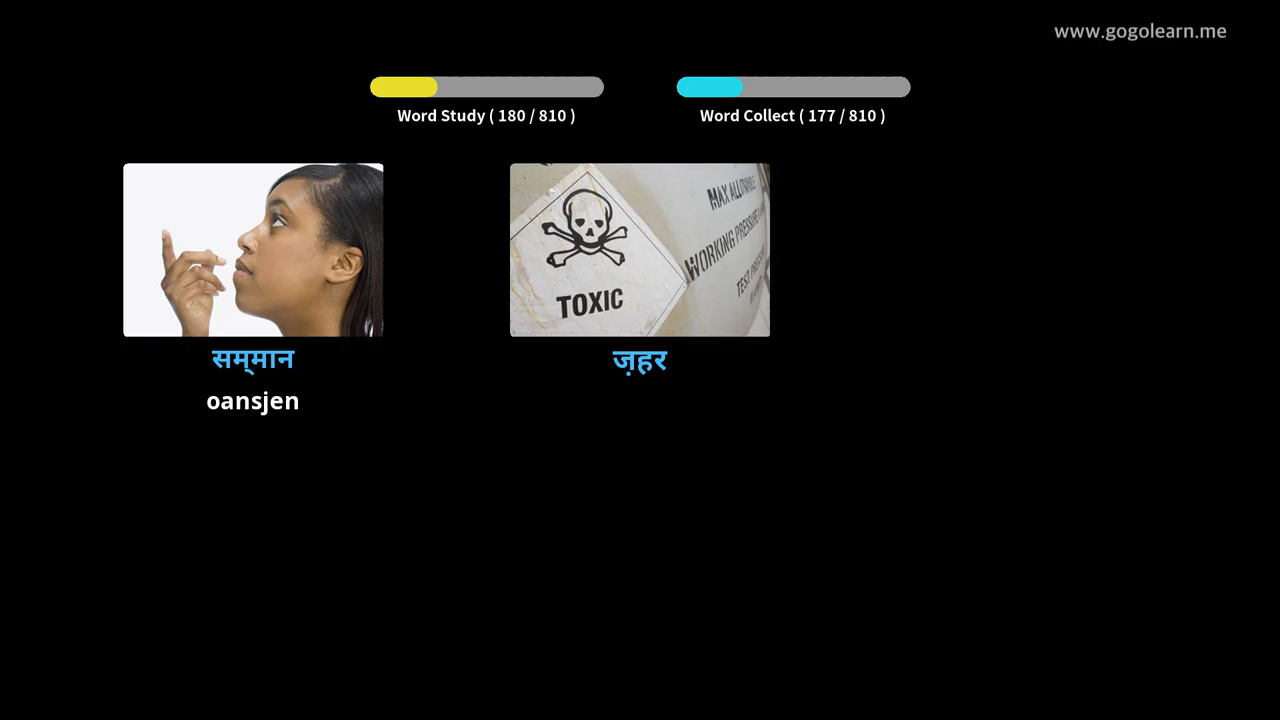 www.gogolearn.me
Word Study ( 180 / 810 )
Word Collect ( 177 / 810 )
TOXIC
MAX ALLOWABLE
WORKING PRESSURE
TEST PRESSURE
सम्मान
ज़हर
oansjen